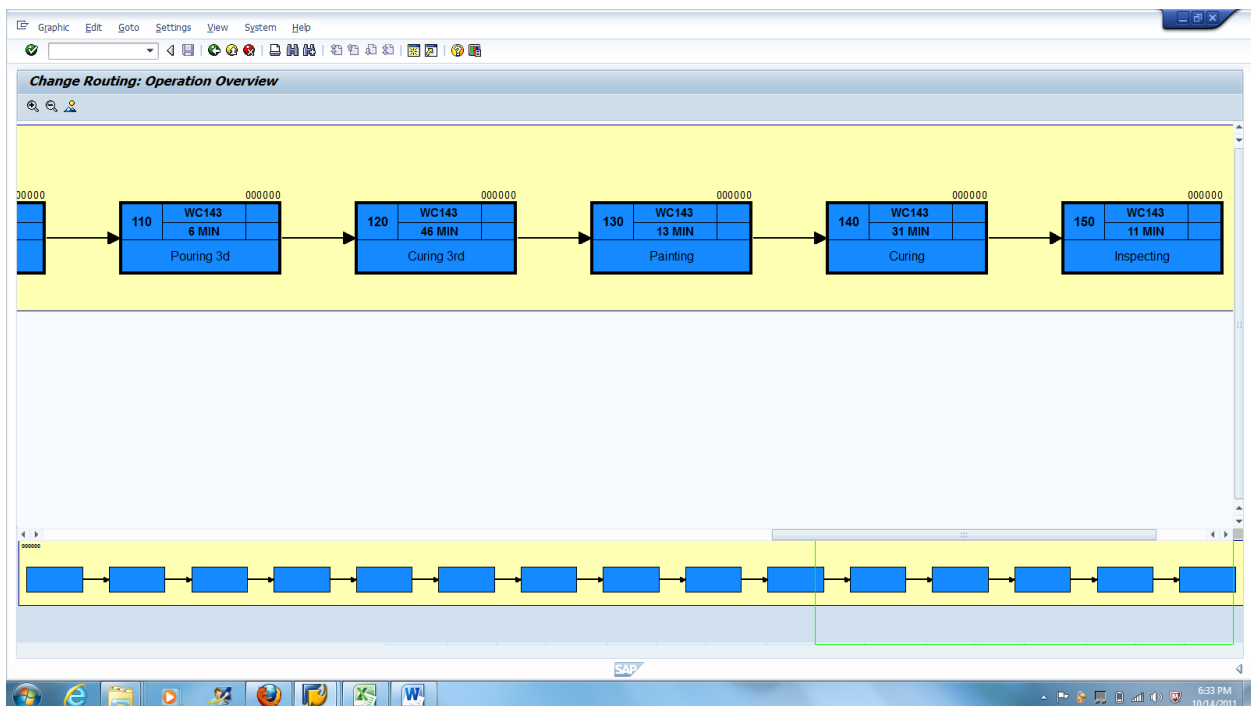 Graphic Edit Goto Settings View System Help
Change Routing: Operation Overview
000000 000000 000000 000000 000000
110 WC143 120 WC143 130 WC143 140 WC143 150 WC143
6 MIN 46 MIN 13 MIN 31 MIN 11 MIN
Pouring 3d Curing 3rd Painting Curing Inspecting
000000
SAP
6:33 PM
10/14/2011